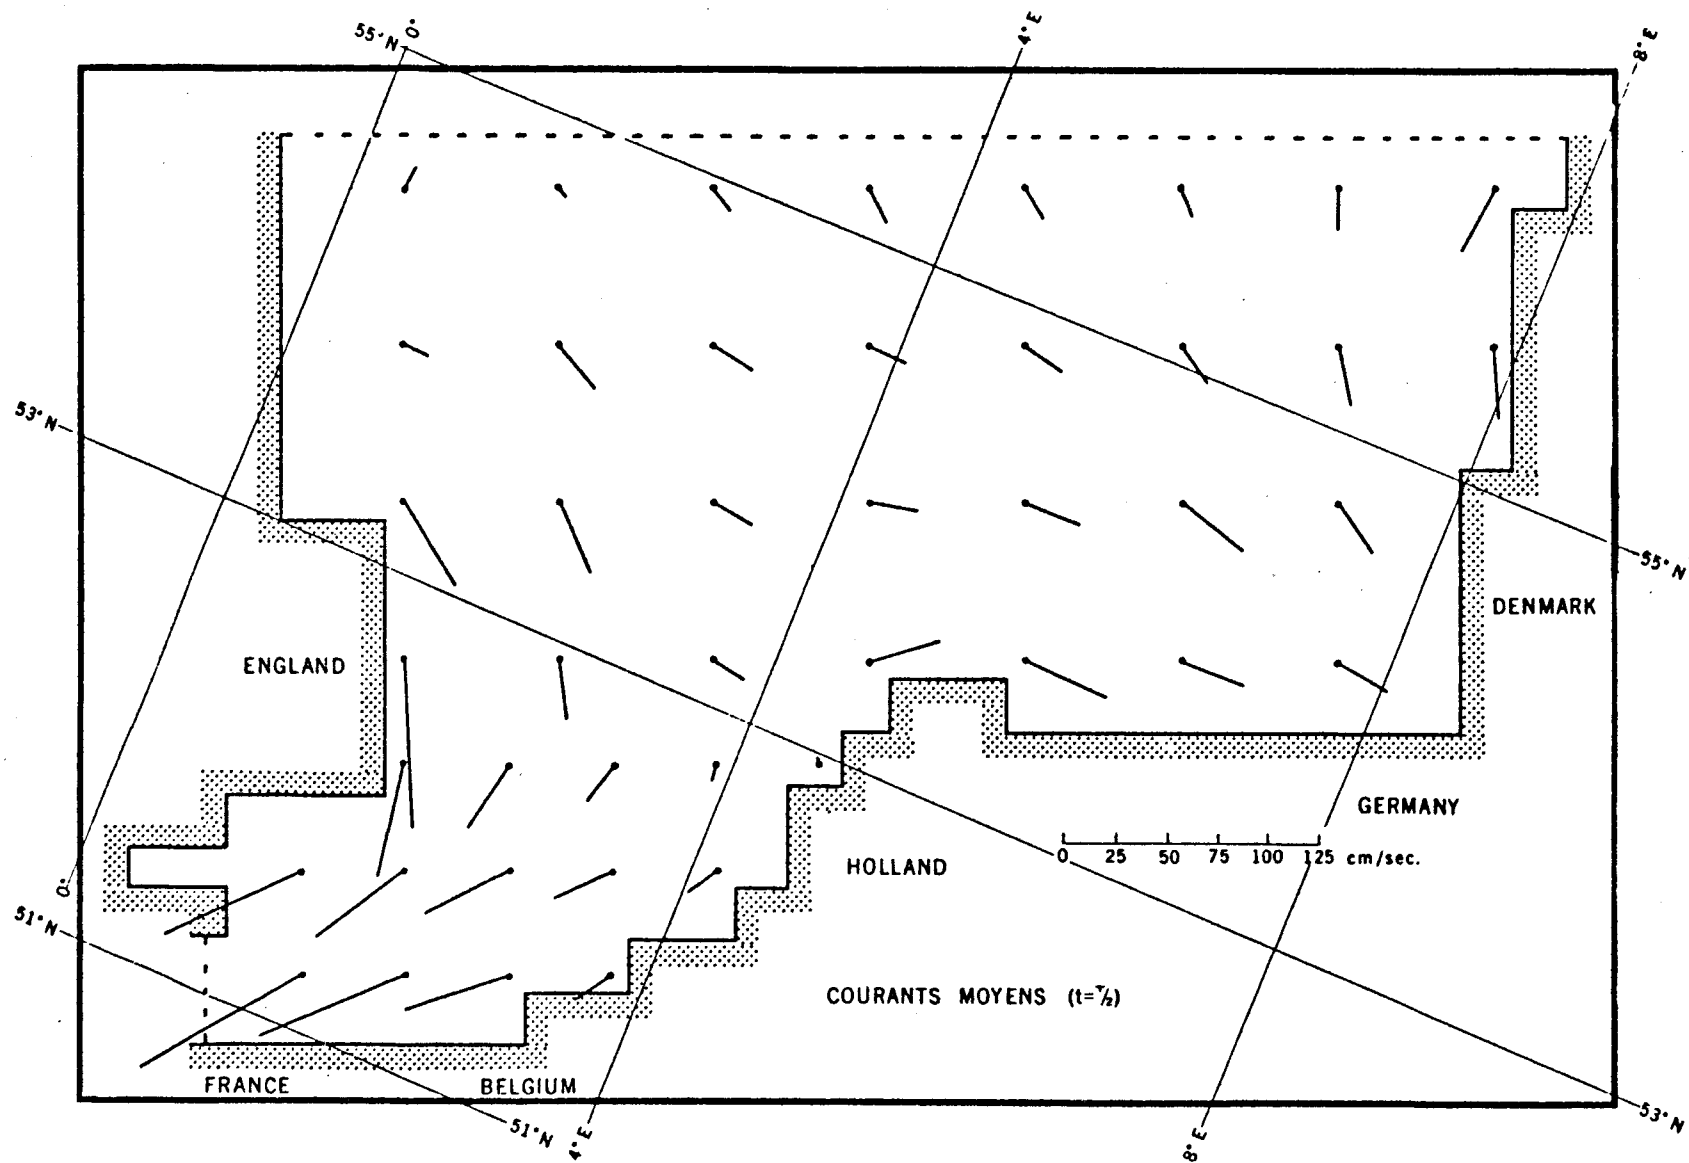 55°N
0°
4°E
8°E
53°N
55°N
DENMARK
ENGLAND
GERMANY
0 25 50 75 100 125 cm/sec.
HOLLAND
0°
51°N
COURANTS MOYENS (t=T/2)
FRANCE
BELGIUM
51°N
4°E
8°E
53°N